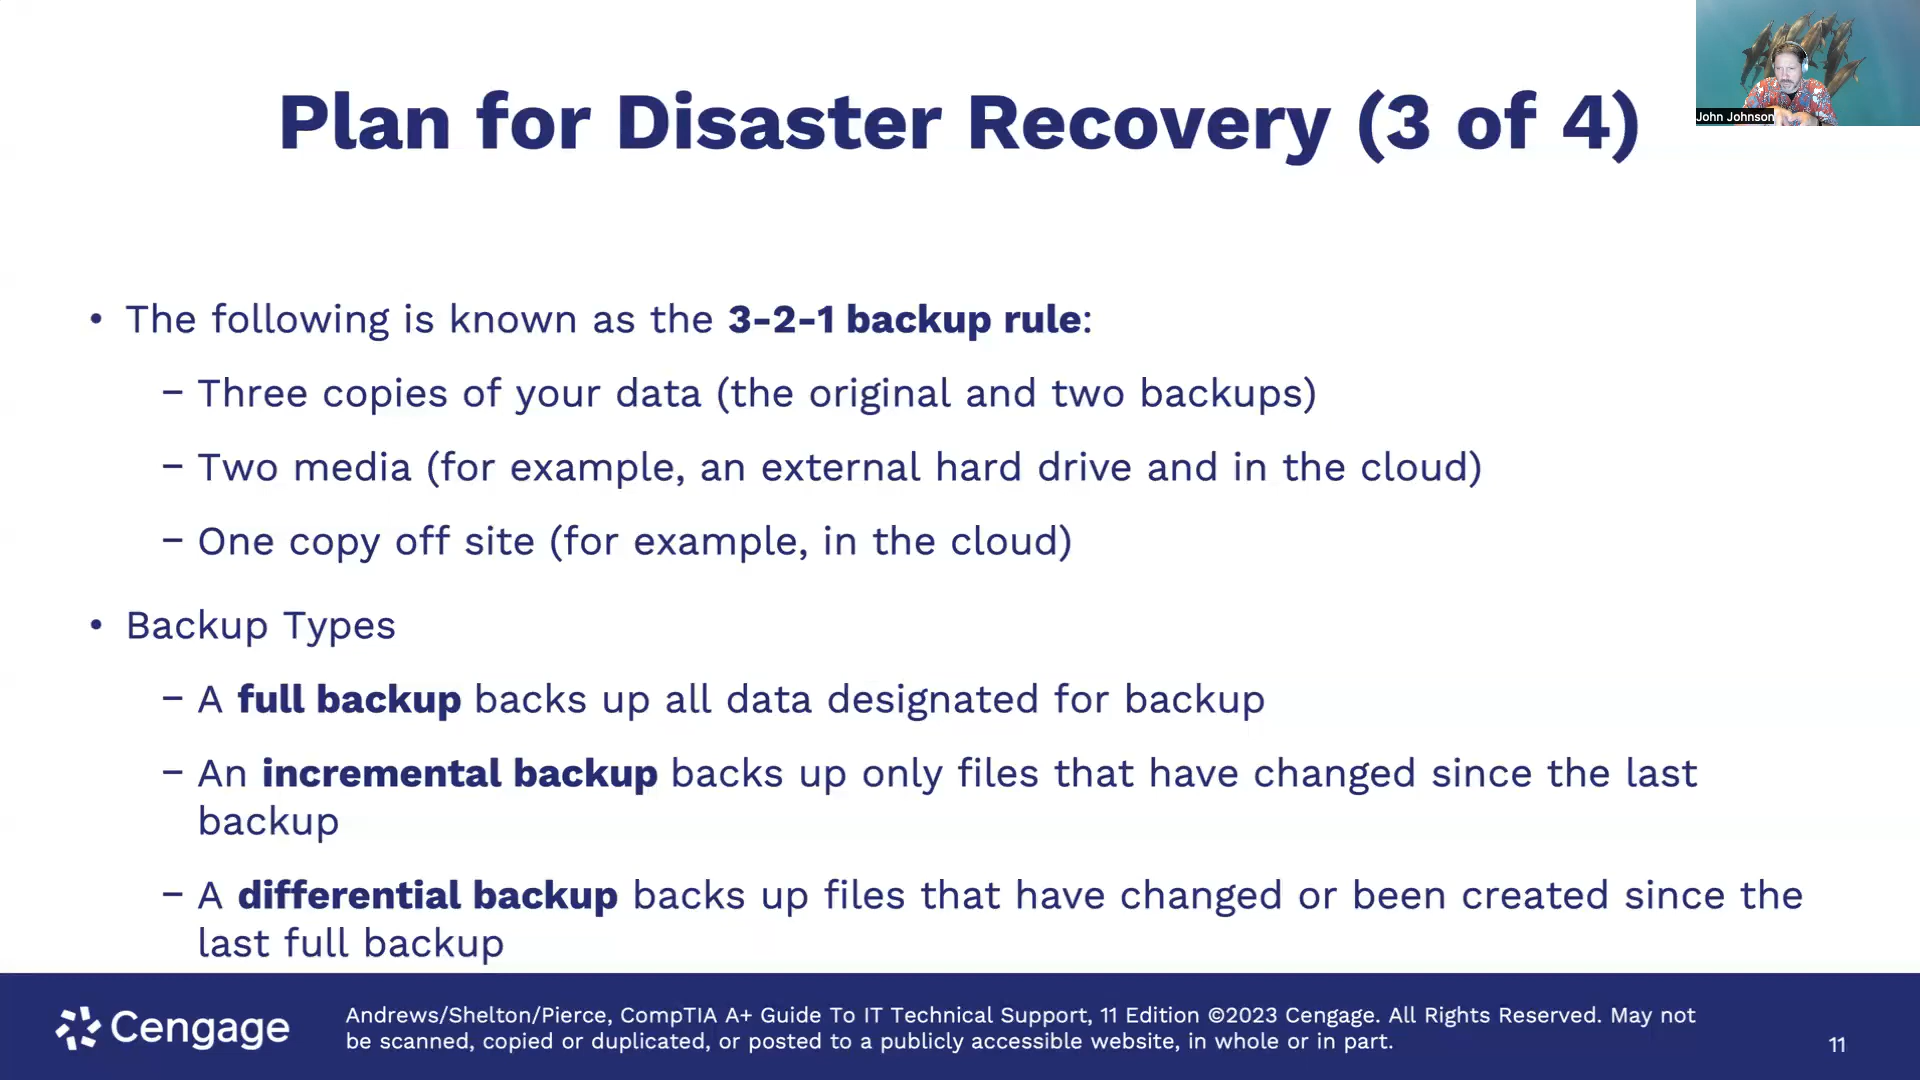 John Johnson
Plan for Disaster Recovery (3 of 4)
• The following is known as the 3-2-1 backup rule:
– Three copies of your data (the original and two backups)
– Two media (for example, an external hard drive and in the cloud)
– One copy off site (for example, in the cloud)
• Backup Types
– A full backup backs up all data designated for backup
– An incremental backup backs up only files that have changed since the last
backup
– A differential backup backs up files that have changed or been created since the
last full backup
Cengage
Andrews/Shelton/Pierce, CompTIA A+ Guide To IT Technical Support, 11 Edition ©2023 Cengage. All Rights Reserved. May not
be scanned, copied or duplicated, or posted to a publicly accessible website, in whole or in part.
11